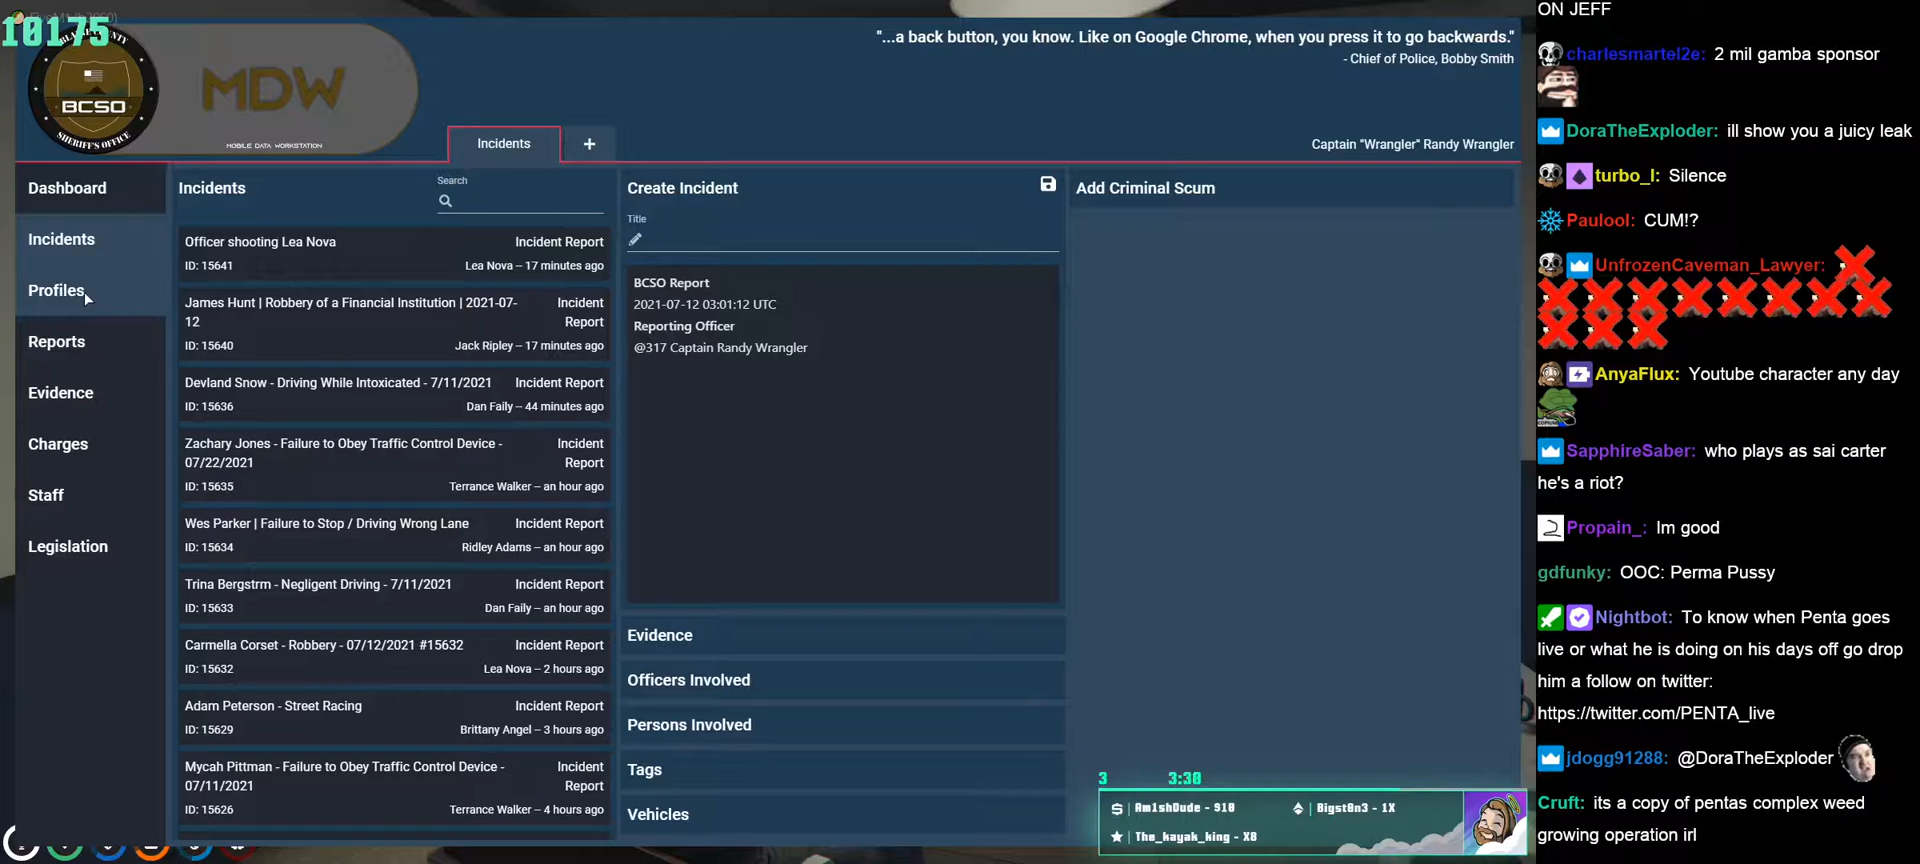 10175
BCSO
SHERIFF'S OFFICE
MDW
MOBILE DATA WORKSTATION
"...a back button, you know. Like on Google Chrome, when you press it to go backwards."
- Chief of Police, Bobby Smith
Incidents
+
Captain "Wrangler" Randy Wrangler
Dashboard
Incidents
Profiles
Reports
Evidence
Charges
Staff
Legislation
Incidents
Search
Officer shooting Lea Nova
Incident Report
ID: 15641
Lea Nova – 17 minutes ago
James Hunt | Robbery of a Financial Institution | 2021-07-
12
Incident
Report
ID: 15640
Jack Ripley – 17 minutes ago
Devland Snow - Driving While Intoxicated - 7/11/2021
Incident Report
ID: 15636
Dan Faily – 44 minutes ago
Zachary Jones - Failure to Obey Traffic Control Device -
07/22/2021
Incident
Report
ID: 15635
Terrance Walker – an hour ago
Wes Parker | Failure to Stop / Driving Wrong Lane
Incident Report
ID: 15634
Ridley Adams – an hour ago
Trina Bergstrm - Negligent Driving - 7/11/2021
Incident Report
ID: 15633
Dan Faily – an hour ago
Carmella Corset - Robbery - 07/12/2021 #15632
Incident Report
ID: 15632
Lea Nova – 2 hours ago
Adam Peterson - Street Racing
Incident Report
ID: 15629
Brittany Angel – 3 hours ago
Mycah Pittman - Failure to Obey Traffic Control Device -
07/11/2021
Incident
Report
ID: 15626
Terrance Walker – 4 hours ago
Create Incident
Title
BCSO Report
2021-07-12 03:01:12 UTC
Reporting Officer
@317 Captain Randy Wrangler
Evidence
Officers Involved
Persons Involved
Tags
Vehicles
Add Criminal Scum
3
3:30
Am1shDude - $10
Bigst0n3 - 1X
The_kayak_king - X8
ON JEFF
charlesmartel2e: 2 mil gamba sponsor
DoraTheExploder: ill show you a juicy leak
turbo_l: Silence
Paulool: CUM!?
UnfrozenCaveman_Lawyer:
AnyaFlux: Youtube character any day
SapphireSaber: who plays as sai carter
he's a riot?
Propain_: Im good
gdfunky: OOC: Perma Pussy
Nightbot: To know when Penta goes
live or what he is doing on his days off go drop
him a follow on twitter:
https://twitter.com/PENTA_live
jdogg91288: @DoraTheExploder
Cruft: its a copy of pentas complex weed
growing operation irl